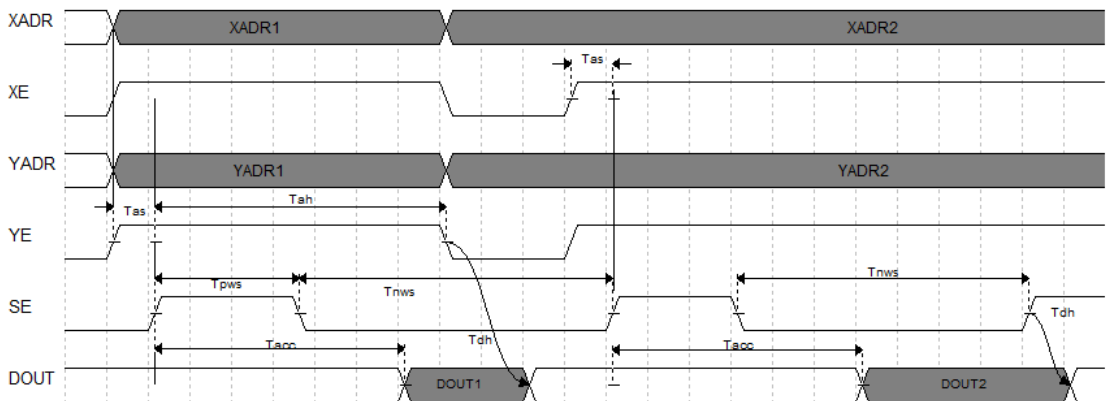 XADR XADR1 XADR2
Tas
XE
YADR YADR1 YADR2
Tas Tah
YE
Tpws Tnws Tnws
SE
Tacc Tdh Tacc Tdh
DOUT DOUT1 DOUT2